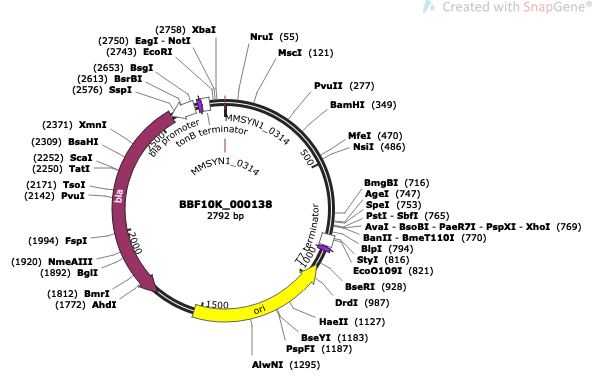 Created with SnapGene®
(2758) XbaI
(2750) EagI - NotI
(2743) EcoRI
(2653) BsgI
(2613) BsrBI
(2576) SspI
(2371) XmnI
(2309) BsaHI
(2252) ScaI
(2250) TatI
(2171) TsoI
(2142) PvuI
(1994) FspI
(1920) NmeAIII
(1892) BglI
(1812) BmrI
(1772) AhdI
NruI (55)
MscI (121)
PvuII (277)
BamHI (349)
MfeI (470)
NsiI (486)
BmgBI (716)
AgeI (747)
SpeI (753)
PstI - SbfI (765)
AvaI - BsoBI - PaeR7I - PspXI - XhoI (769)
BanII - BmeT110I (770)
BlpI (794)
StyI (816)
EcoO109I (821)
BseRI (928)
DrdI (987)
HaeII (1127)
BseYI (1183)
PspFI (1187)
AlwNI (1295)
MMSYN1_0314
bla promoter
tonB terminator
MMSYN1_0314
BBF10K_000138
2792 bp
T7 terminator
bla
ori
500
1000
1500
2000